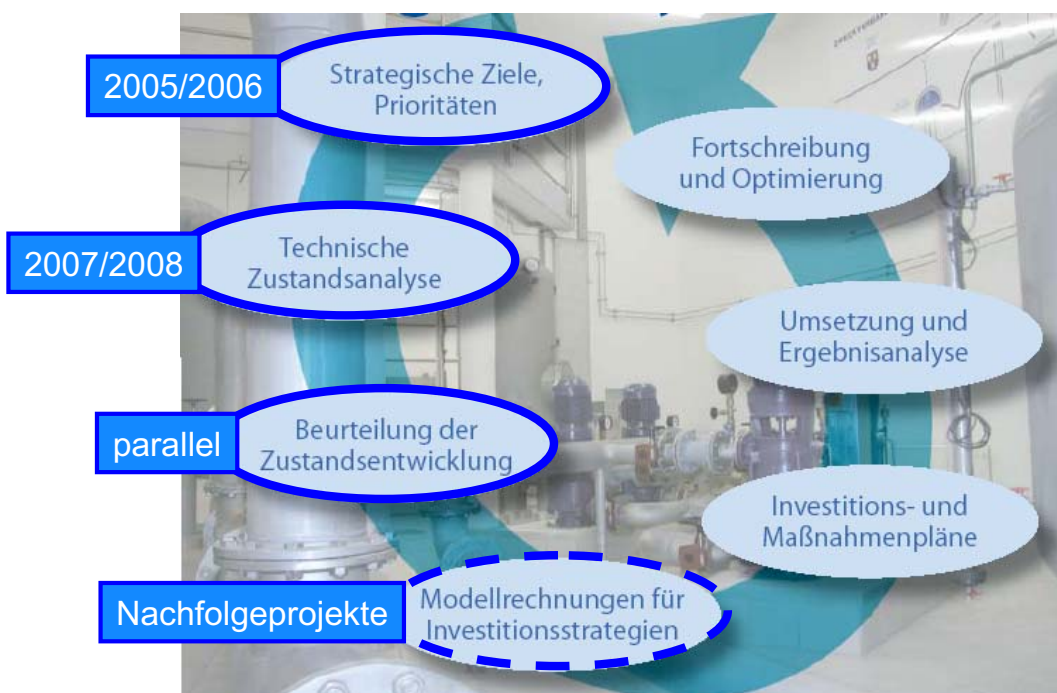 2005/2006
Strategische Ziele,
Prioritäten
Fortschreibung
und Optimierung
2007/2008
Technische
Zustandsanalyse
Umsetzung und
Ergebnisanalyse
parallel
Beurteilung der
Zustandsentwicklung
Investitions- und
Maßnahmenpläne
Nachfolgeprojekte
Modellrechnungen für
Investitionsstrategien